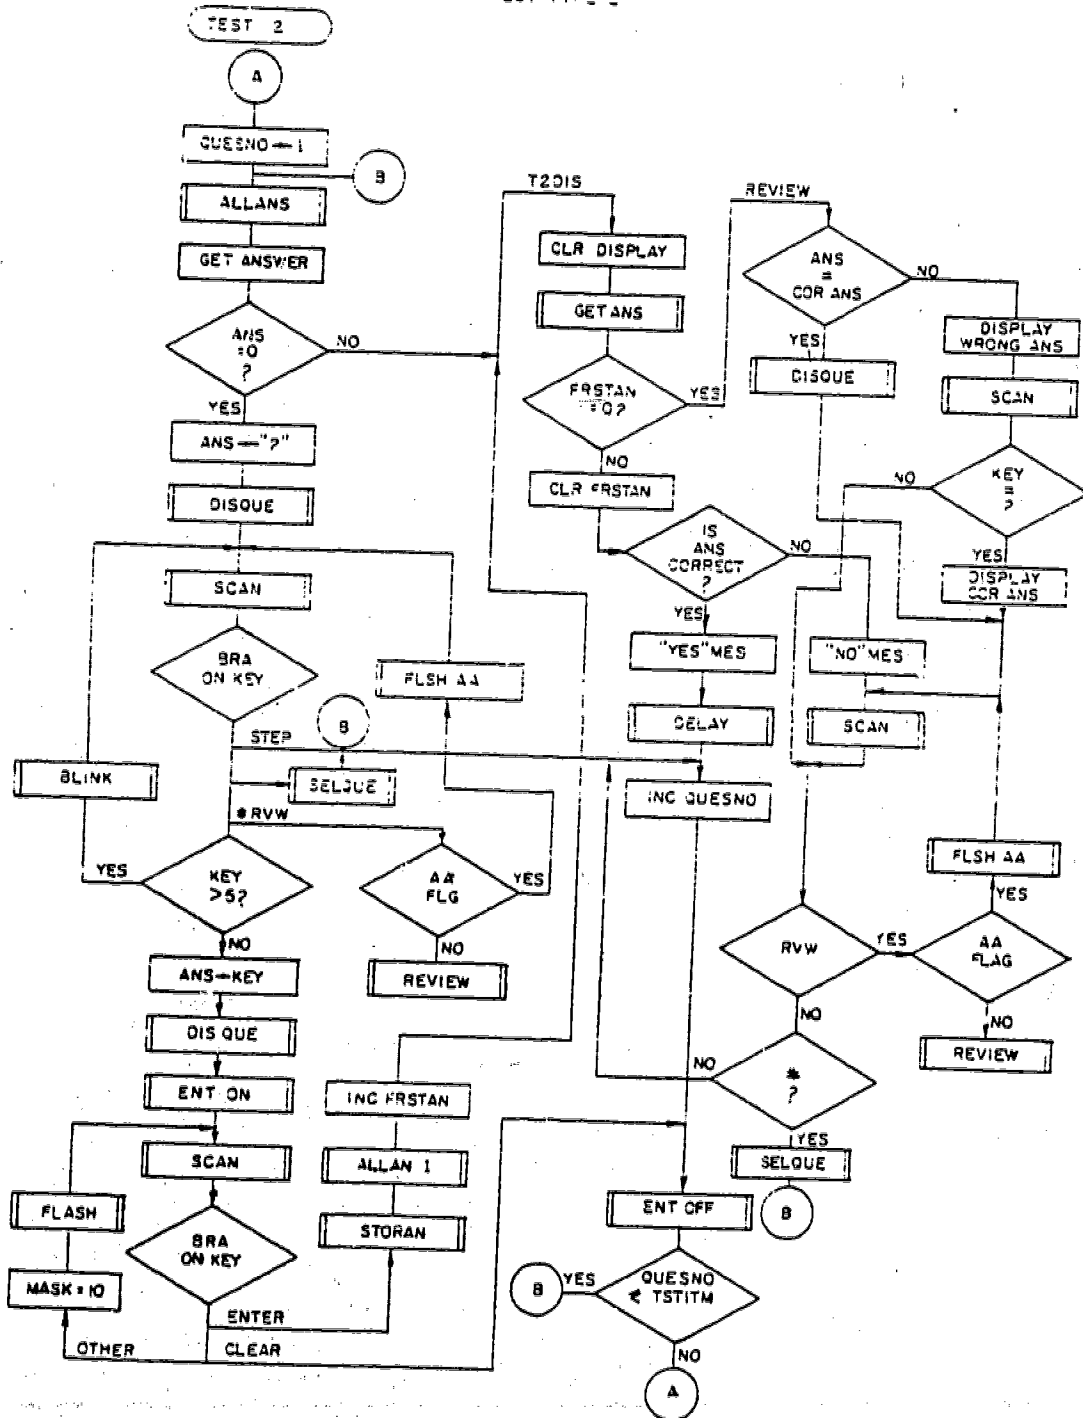 TEST 2
A
QUESNO←1
B
ALLANS
GET ANSWER
ANS
=0
?
NO
YES
ANS←"?"
DISQUE
SCAN
BRA
ON KEY
STEP
B
SELQUE
BLINK
*RVW
FLSH AA
YES
KEY
>5?
NO
AA
FLG
YES
NO
REVIEW
ANS←KEY
DISQUE
ENT ON
SCAN
FLASH
BRA
ON KEY
MASK=10
OTHER
ENTER
CLEAR
INC FRSTAN
ALLAN 1
STORAN
T2DIS
CLR DISPLAY
GET ANS
FRSTAN
=0?
YES
NO
CLR FRSTAN
IS
ANS
CORRECT
?
NO
YES
"YES"MES
DELAY
INC QUESNO
"NO"MES
SCAN
REVIEW
ANS
=
COR ANS
NO
YES
DISQUE
DISPLAY
WRONG ANS
SCAN
KEY
=
?
NO
YES
DISPLAY
COR ANS
FLSH AA
YES
RVW
YES
AA
FLAG
NO
NO
REVIEW
*
?
NO
YES
SELQUE
B
ENT OFF
QUESNO
≤ TSTITM
YES
B
NO
A